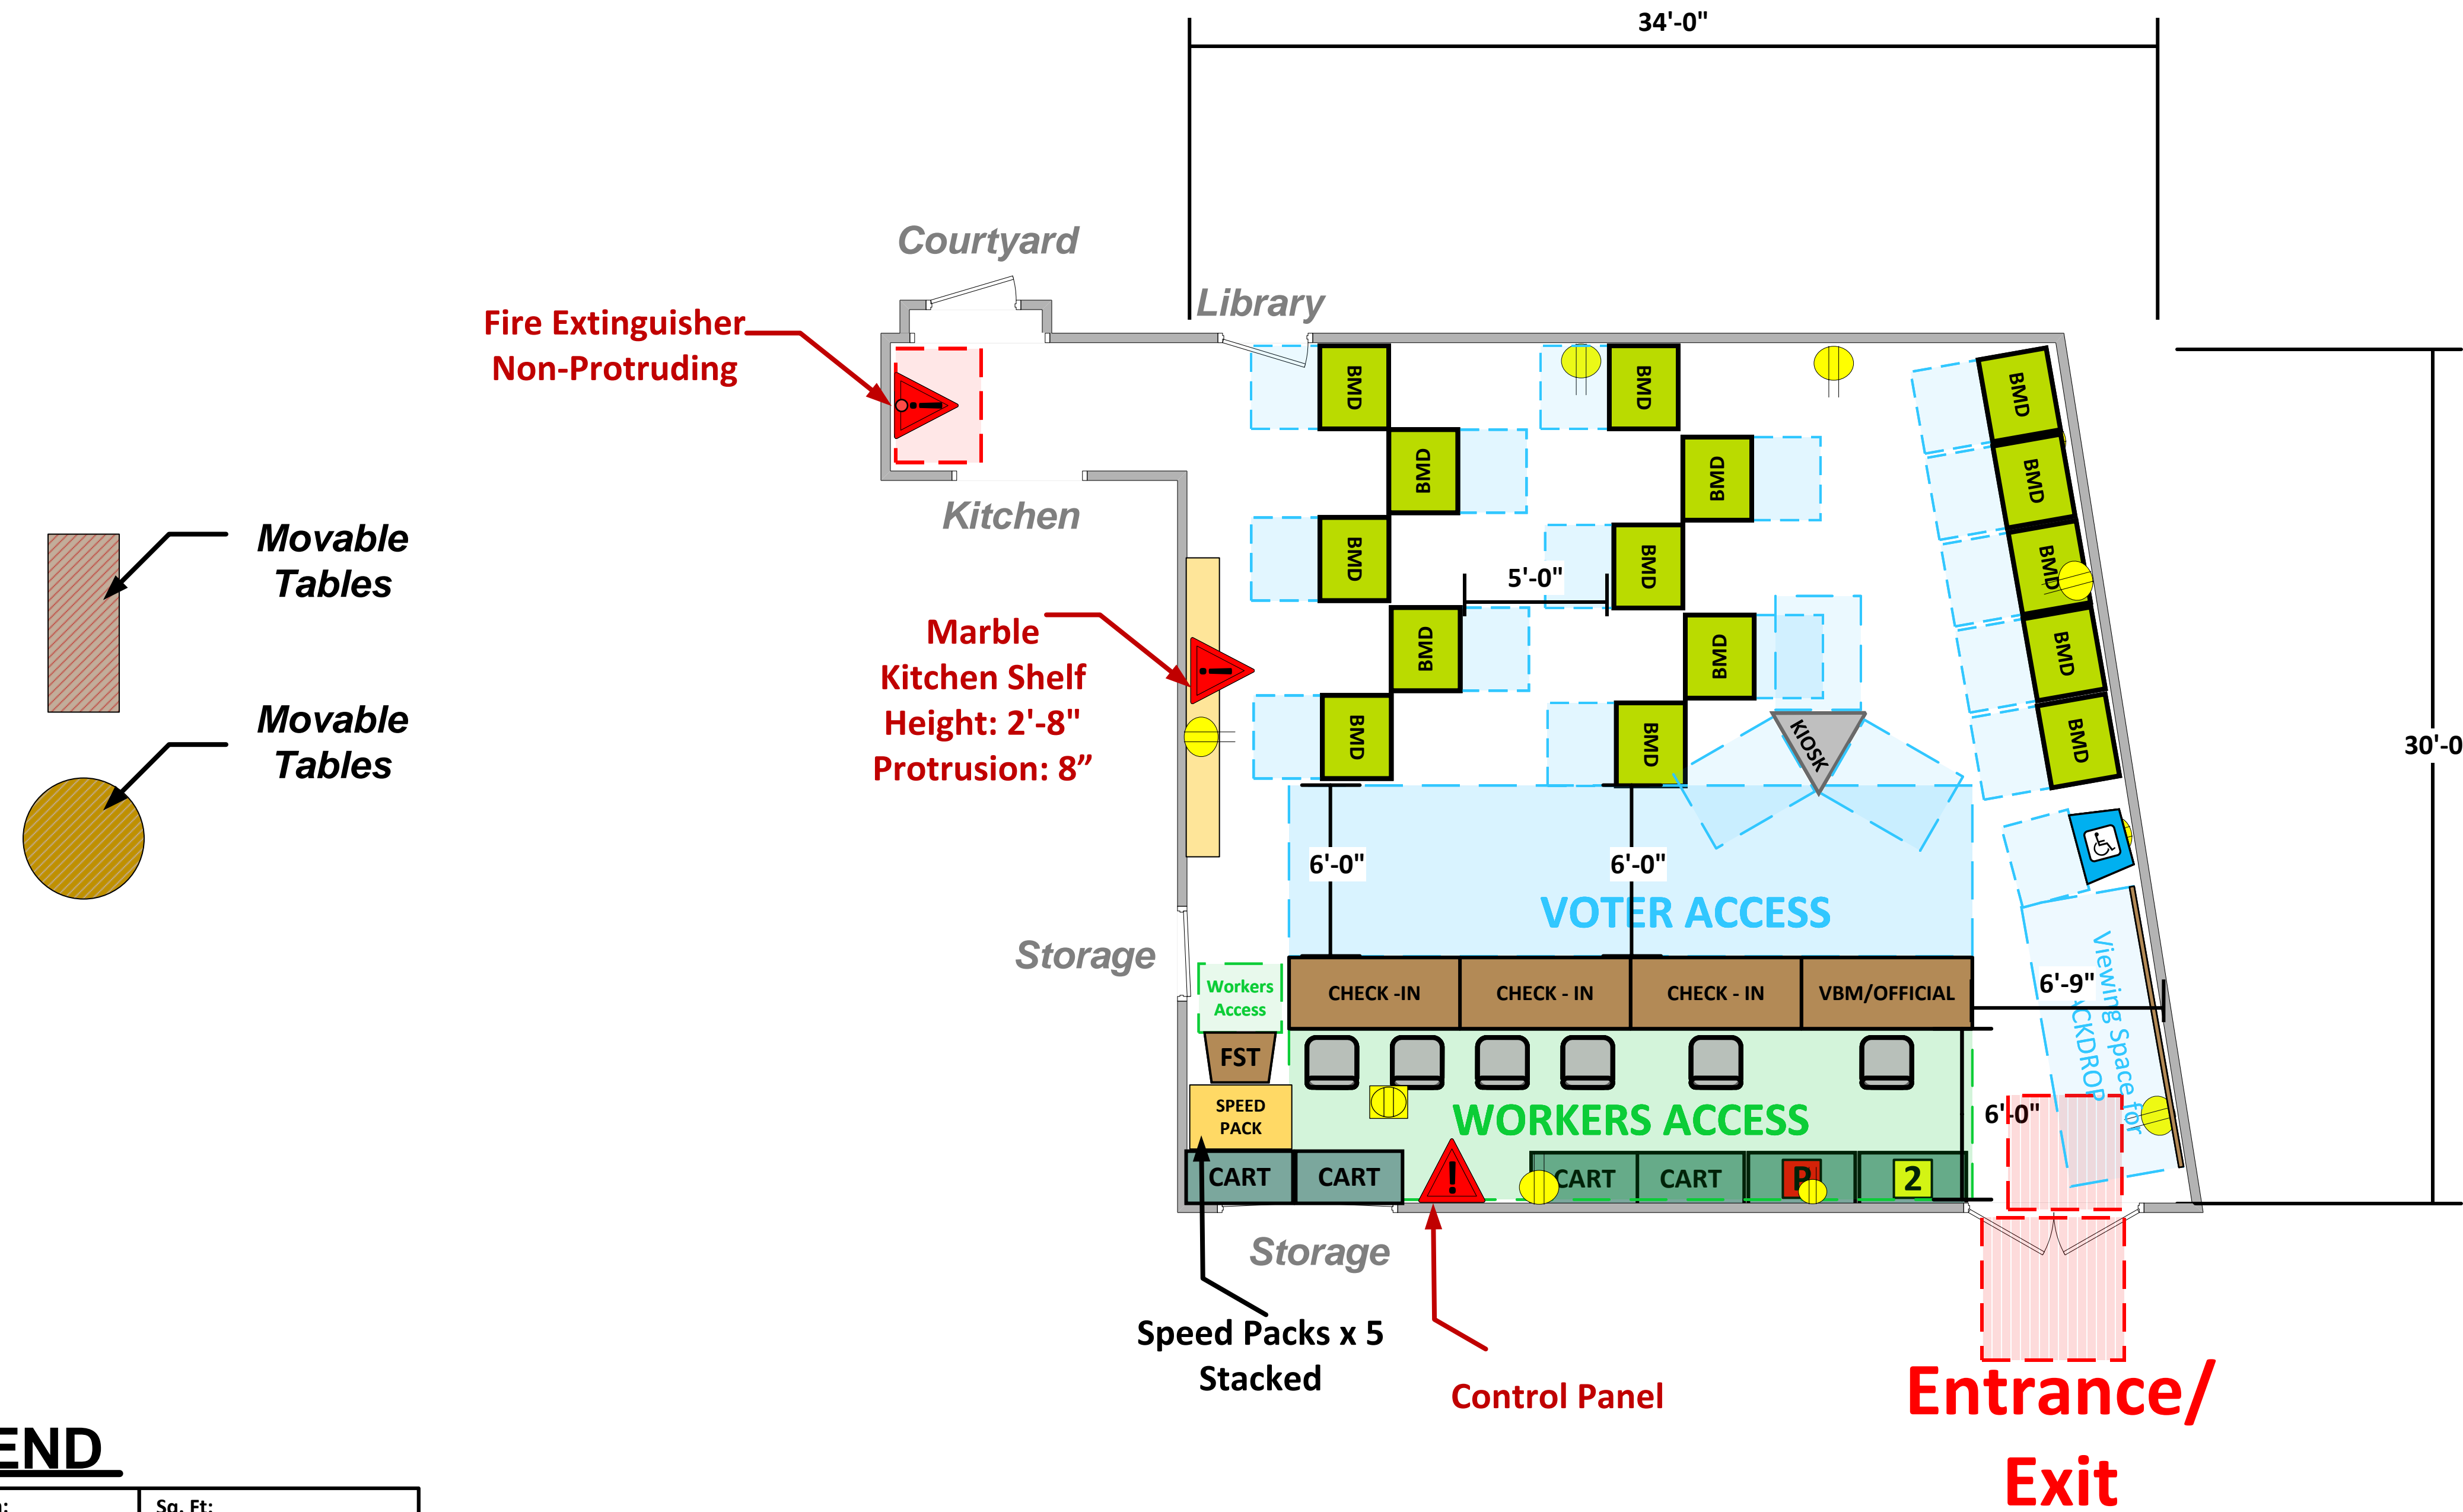 34'-0"
Courtyard
Library
Fire Extinguisher
Non-Protruding
BMD
BMD
BMD
BMD
BMD
BMD
Kitchen
Movable
Tables
BMD
BMD
BMD
BMD
5'-0"
Marble
Kitchen Shelf
Height: 2'-8"
Protrusion: 8”
BMD
BMD
BMD
Movable
Tables
BMD
BMD
BMD
KIOSK
30'-0
6'-0"
6'-0"
VOTER ACCESS
Storage
Workers
Access
CHECK -IN
CHECK - IN
CHECK - IN
VBM/OFFICIAL
6'-9"
Viewing Space for
CKDROP
FST
SPEED
PACK
WORKERS ACCESS
6'-0"
CART
CART
CART
CART
P
2
Storage
Speed Packs x 5
Stacked
Control Panel
Entrance/
Exit
END
Sq. Ft: